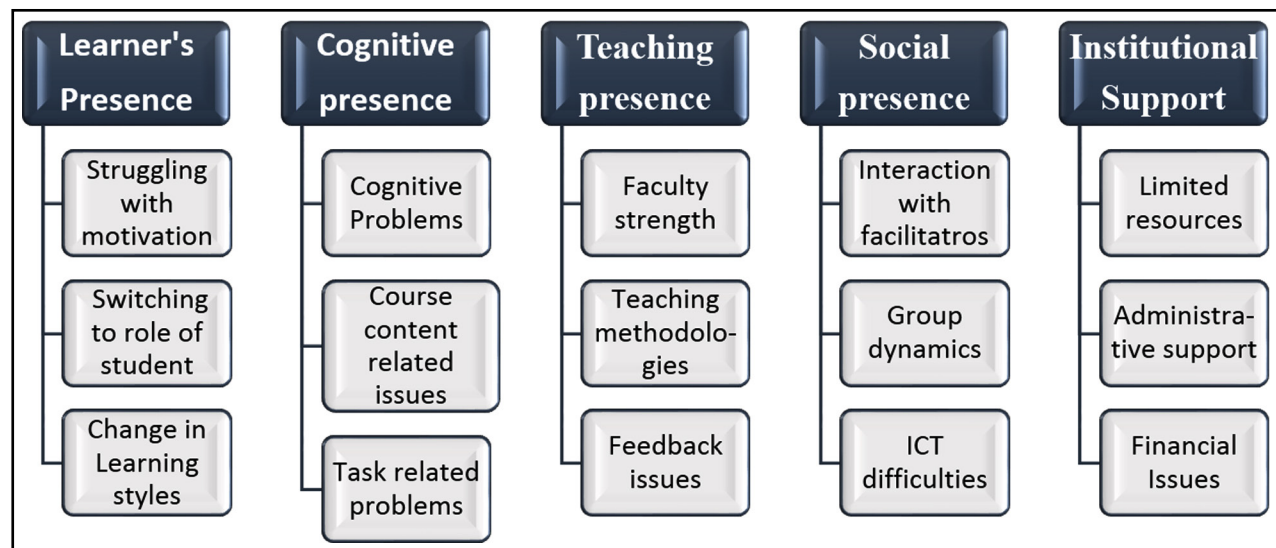 Learner's
Presence
Struggling
with
motivation
Switching
to role of
student
Change in
Learning
styles
Cognitive
presence
Cognitive
Problems
Course
content
related
issues
Task related
problems
Teaching
presence
Faculty
strength
Teaching
methodolo-
gies
Feedback
issues
Social
presence
Interaction
with
facilitatros
Group
dynamics
ICT
difficulties
Institutional
Support
Limited
resources
Administra-
tive support
Financial
Issues